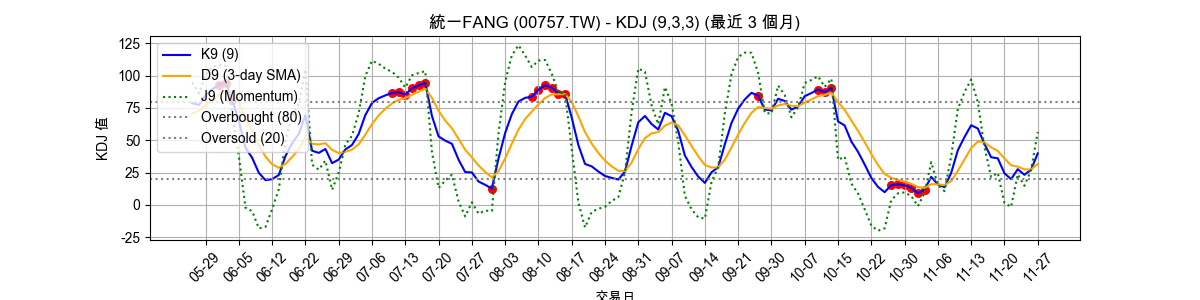 統一FANG (00757.TW) - KDJ (9,3,3) (最近 3 個月)
KDJ 值
125
100
75
50
25
0
-25
K9 (9)
D9 (3-day SMA)
J9 (Momentum)
Overbought (80)
Oversod (20)
05-29 06-05 06-12 06-22 06-29 07-06 07-13 07-20 07-27 08-03 08-10 08-17 08-24 08-31 09-07 09-14 09-21 09-30 10-07 10-15 10-22 10-30 11-06 11-13 11-20 11-27
交易日